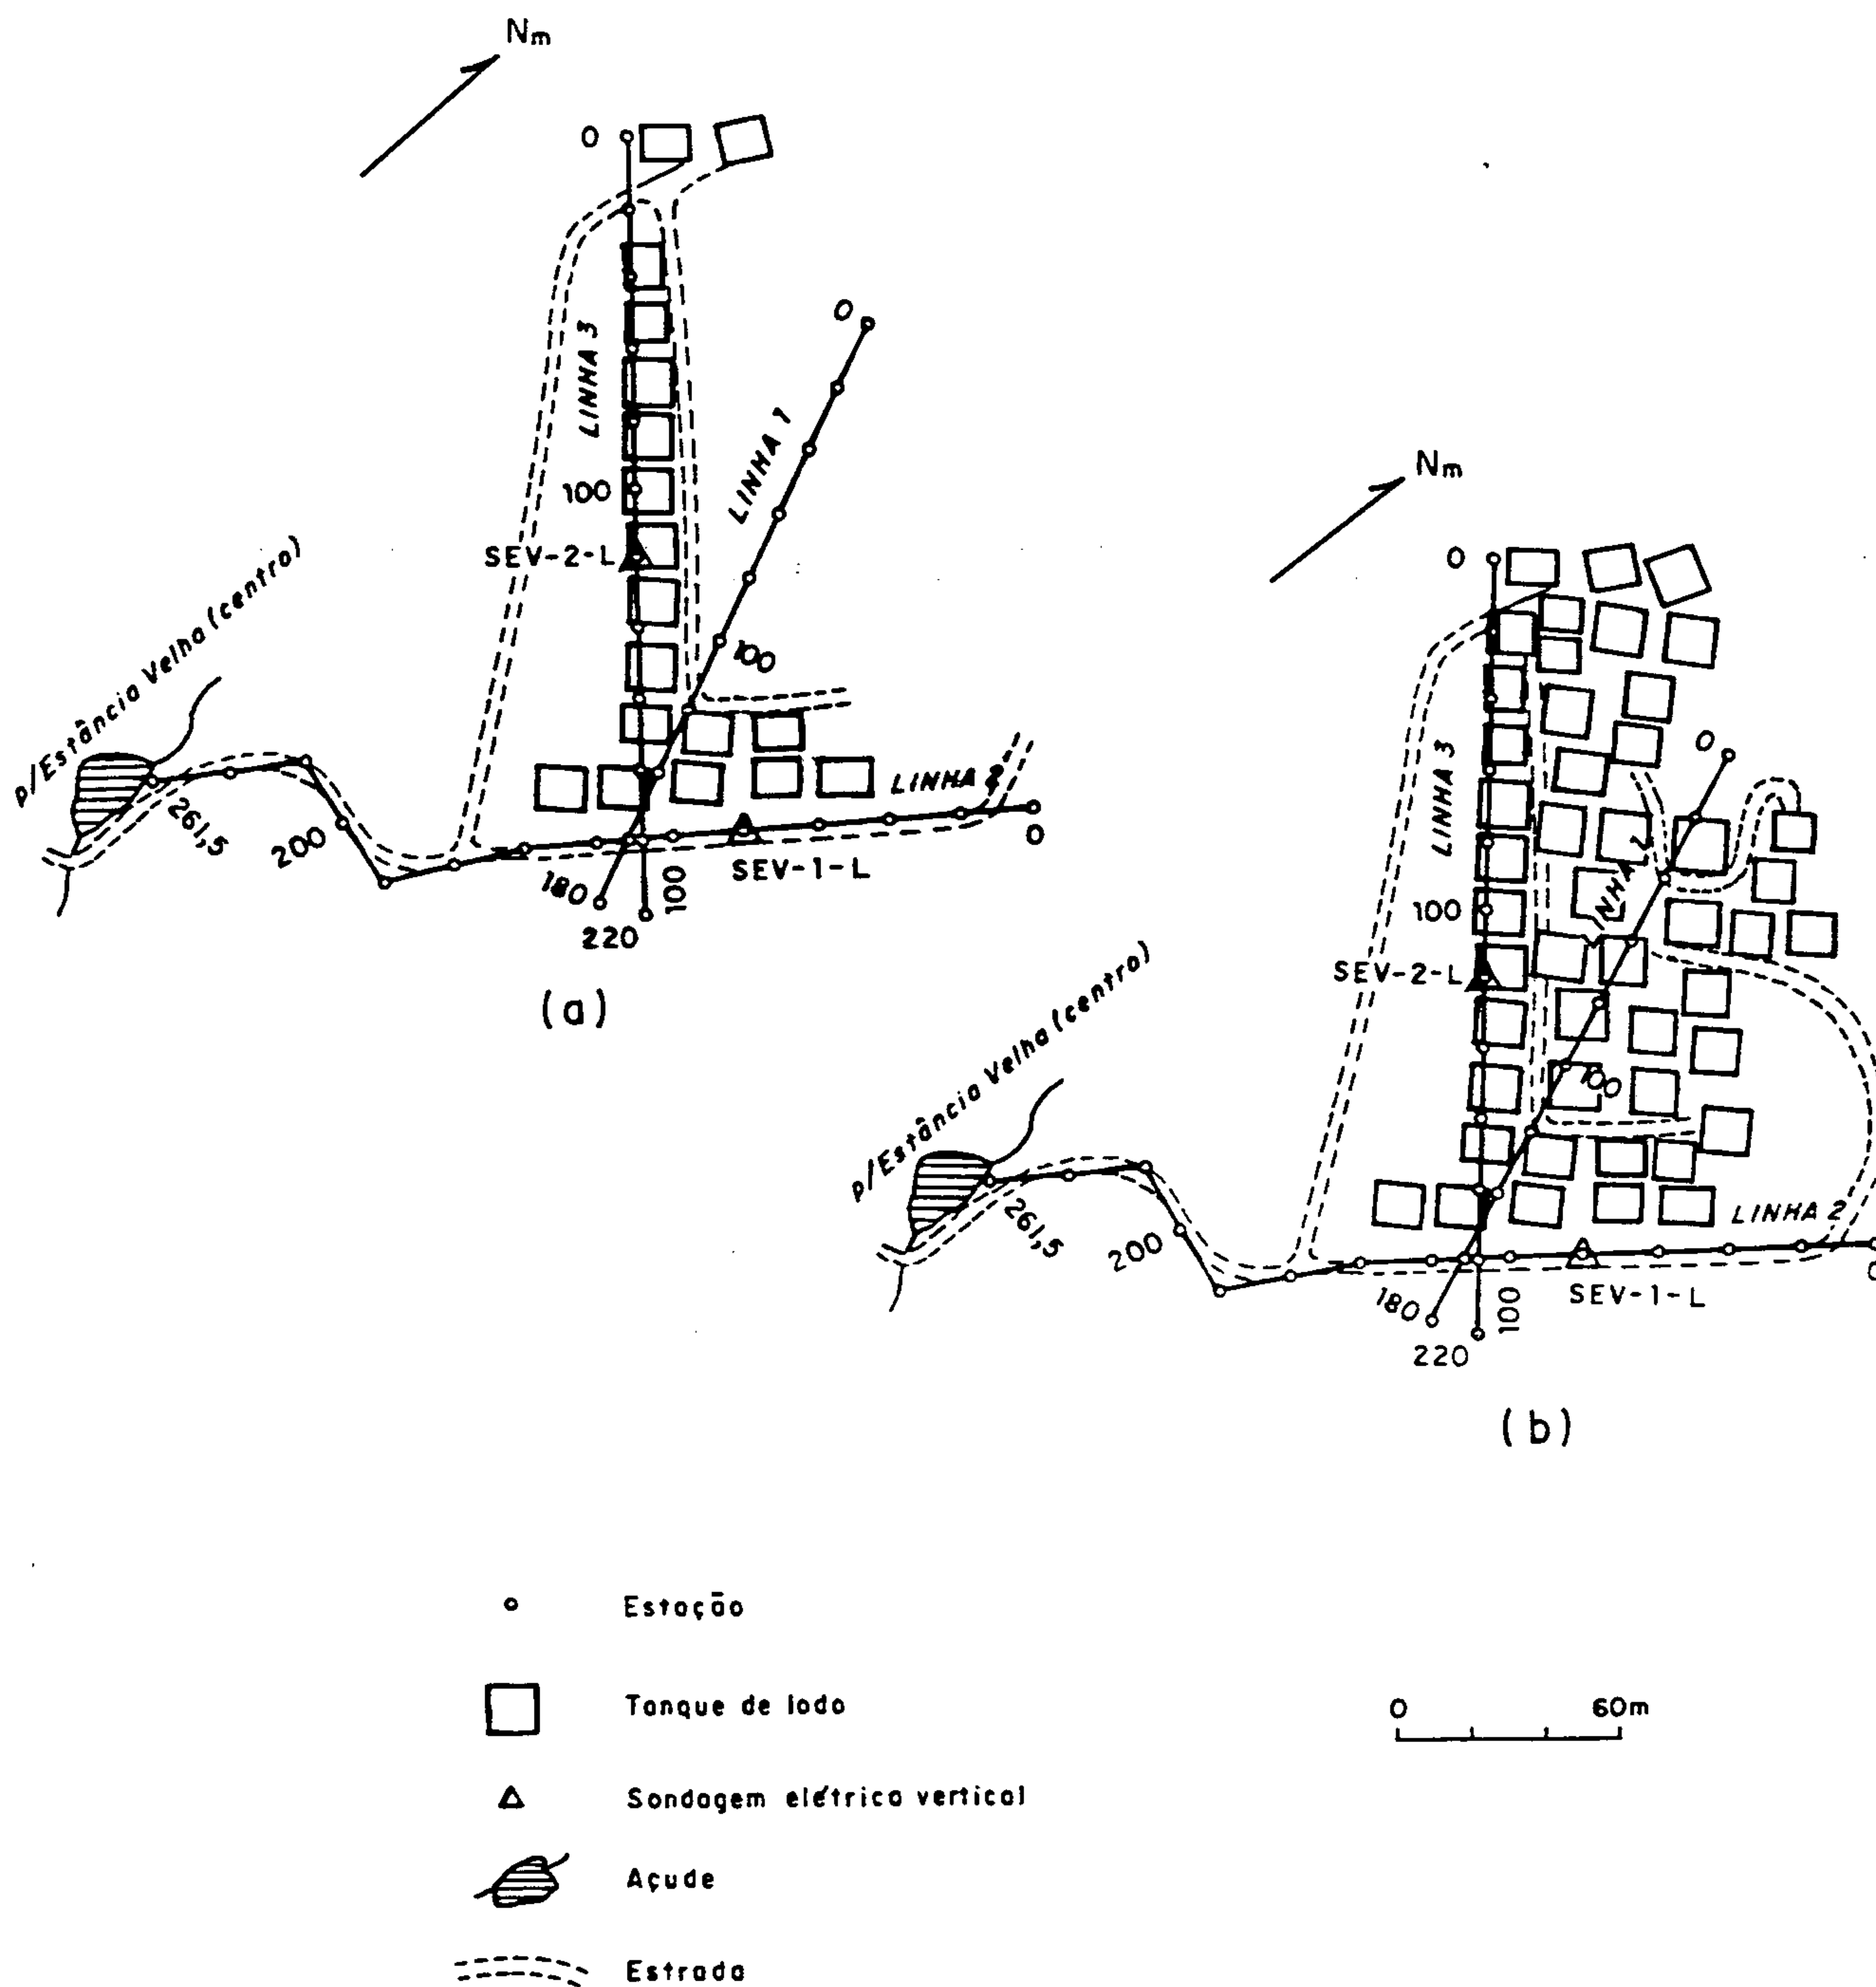 Nm
0
0
LINHA 3
LINHA 1
100
SEV-2-L
100
p/Estância Velha (centro)
LINHA 2
261,5
200
0
180
100
SEV-1-L
220
(a)
Nm
0
0
LINHA 3
100
SEV-2-L
100
p/Estância Velha (centro)
LINHA 2
261,5
200
180
100
SEV-1-L
220
(b)
Estação
Tanque de lodo
0 60m
Sondagem elétrica vertical
Açude
Estrada